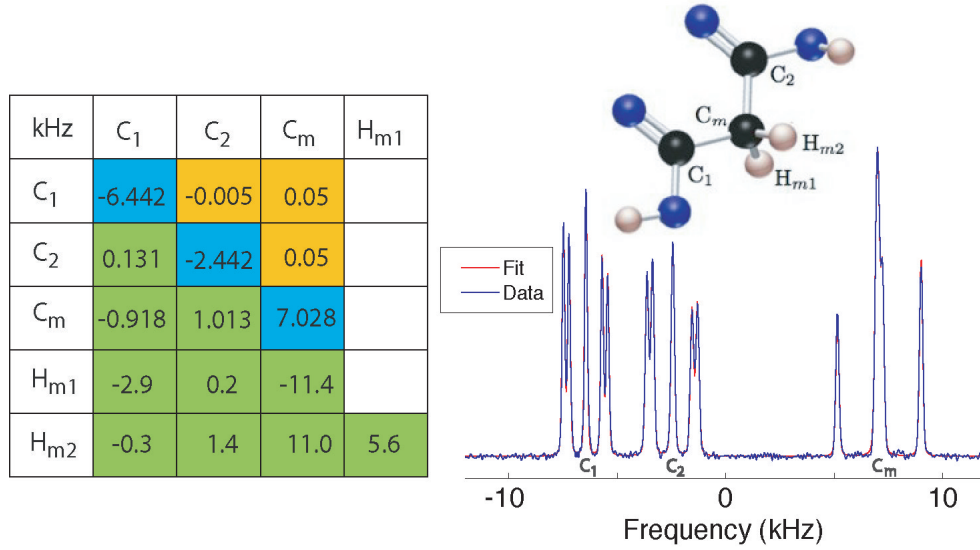 kHz C₁ C₂ Cₘ Hₘ₁
C₁ -6.442 -0.005 0.05
C₂ 0.131 -2.442 0.05
Cₘ -0.918 1.013 7.028
Hₘ₁ -2.9 0.2 -11.4
Hₘ₂ -0.3 1.4 11.0 5.6
C₂
Cₘ
Hₘ₂
C₁
Hₘ₁
Fit
Data
C₁ C₂ Cₘ
-10 0 10
Frequency (kHz)